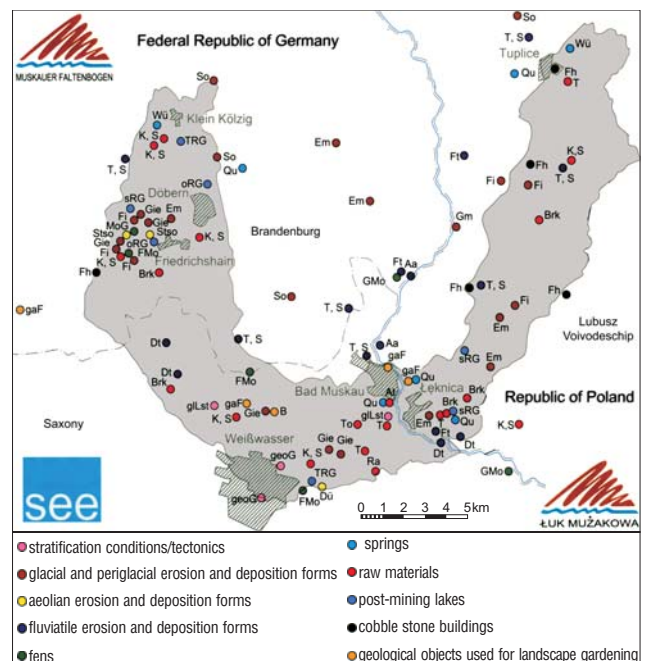 MUSKAUER FALTENBOGEN
Federal Republic of Germany
So
T, S
Wü
Tuplice
Qu
Fh
T
So
Wü
Klein Kölzig
K, S
K, S
TRG
T, S
So
Qu
Em
Ft
Fh
K,S
T, S
Fi
Fi
oRG
Döbern
sRG
Gie
Em
Fi
Gie
MoG
Stso
Stso
Gie
oRG
K, S
Fi
FMo
K, S
Fi
Friedrichshain
Brk
Fh
Em
Brandenburg
Gm
Brk
Ft
Aa
GMo
Fh
T, S
Fh
gaF
So
T, S
Fi
Em
Lubusz
Voivodeschip
Dt
T, S
Aa
T, S
gaF
sRG
Em
Dt
Brk
FMo
Bad Muskau
gaF
Qu
Łęknica
Republic of Poland
Saxony
glLst
gaF
K, S
Gie
B
Qu
At
glLst
To
T
Brk
Brk
sRG
Em
T
Qu
Ft
Dt
Dt
K,S
Weißwasser
Gie
Gie
T
geoG
K, S
Ra
TRG
geoG
FMo
Dü
GMo
see
0 1 2 3 4 5km
ŁUK MUŻAKOWA
stratification conditions/tectonics
glacial and periglacial erosion and deposition forms
aeolian erosion and deposition forms
fluviatile erosion and deposition forms
fens
springs
raw materials
post-mining lakes
cobble stone buildings
geological objects used for landscape gardening